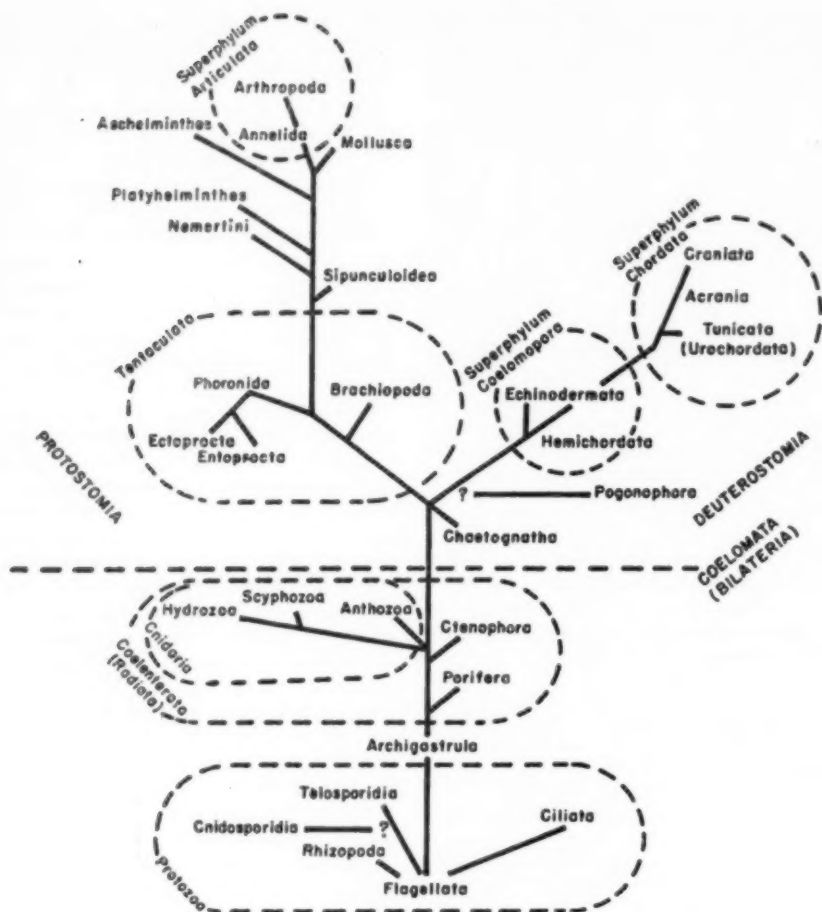 Superphylum
Articulata
Arthropoda
Aschelminthes
Annelida
Mollusca
Platyhelminthes
Nemertini
Sipunculoidea
Superphylum
Chordata
Craniata
Acrania
Tunicata
(Urochordata)
Tentaculata
Phoronida
Brachiopoda
Ectoprocta
Entoprocta
Superphylum
Coelomopora
Echinodermata
Hemichordata
PROTOSTOMIA
DEUTEROSTOMIA
?
Pogonophora
Chaetognatha
COELOMATA
(BILATERIA)
Scyphozoa
Hydrozoa
Anthozoa
Cnidaria
Ctenophora
Coelenterata
(Radiata)
Porifera
Archigastrula
Telosporidia
Cnidosporidia
?
Ciliata
Rhizopoda
Flagellata
Protozoa